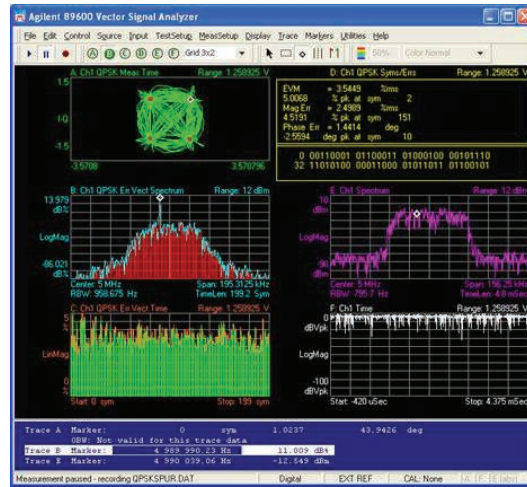 Agilent 89600 Vector Signal Analyzer
File Edit Control Source Input TestSetup MeasSetup Display Trace Markers Utilities Help
A B C D E F Grid 3x2 50% Color Normal
A: Ch1 QPSK Meas Time Range: 1.258925 V
1.5
I-Q
-1.5
-3.5708 3.570796
D: Ch1 QPSK Syms/Errs Range: 1.258925 V
EVM = 3.5449 %rms
5.0068 % pk at sym 2
Mag Err = 2.4989 %rms
4.5191 % pk at sym 151
Phase Err = 1.4414 deg
-2.5594 deg pk at sym 10
0 00110001 01100011 01000100 00101110
32 11010100 00011000 01011011 01100101
B: Ch1 QPSK Err Vect Spectrum Range: 12 dBm
13.979
dB%
LogMag
-86.021
dB%
Center: 5 MHz Span: 195.3125 kHz
RBW: 958.675 Hz TimeLen: 199.2 Sym
E: Ch1 Spectrum Range: 12 dBm
10
dBm
LogMag
-90
dBm
Center: 5 MHz Span: 156.25 kHz
RBW: 795.7 Hz TimeLen: 4.8 mSec
C: Ch1 QPSK Err Vect Time Range: 1.258925 V
5
%
LinMag
0
%
Start: 0 sym Stop: 199 sym
F: Ch1 Time Range: 1.258925 V
0
dBVpk
LogMag
-100
dBVpk
Start: -420 uSec Stop: 4.375 mSec
Trace A Marker: 0 sym 1.0237 43.9426 deg
OBW: Not valid for this trace data
Trace B Marker: 4 989 990.23 Hz 11.009 dB%
Trace E Marker: 4 990 039.06 Hz -12.549 dBm
Measurement paused - recording QPSKSPUR.DAT Digital EXT REF CAL: None